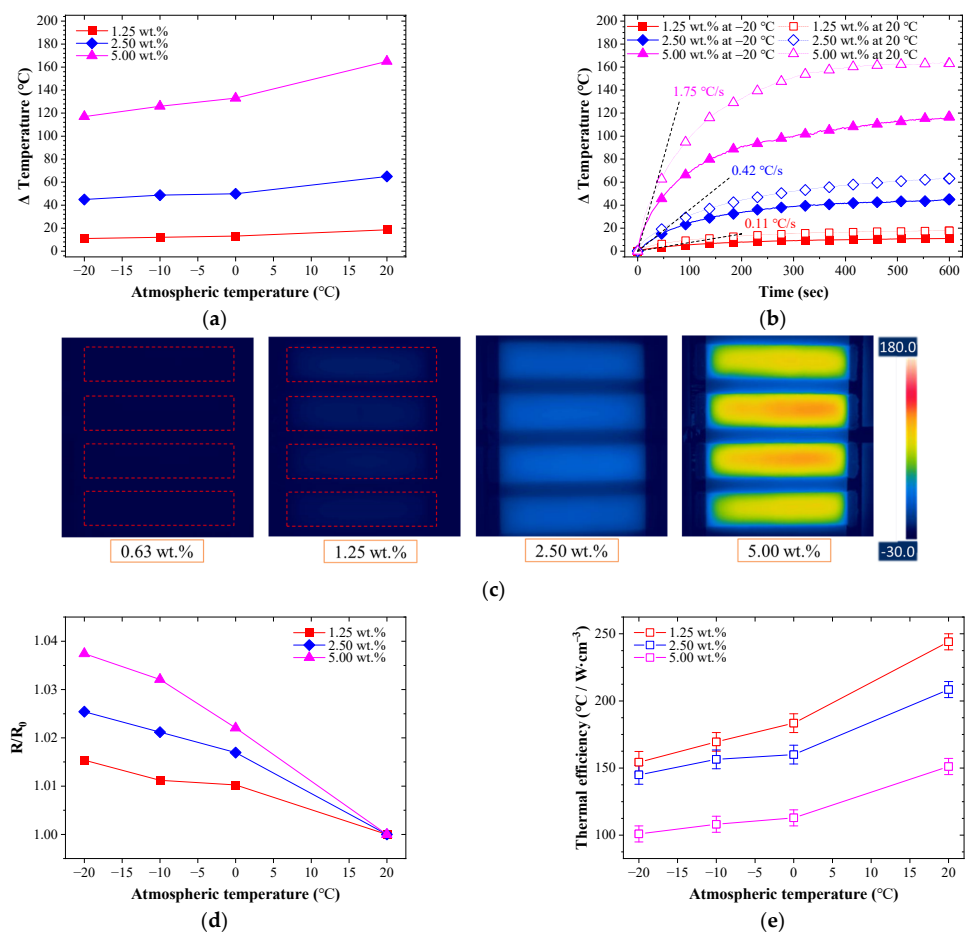 1.25 wt.%
2.50 wt.%
5.00 wt.%
Δ Temperature (℃)
200
180
160
140
120
100
80
60
40
20
0
−20 −15 −10 −5 0 5 10 15 20
Atmospheric temperature (℃)
(a)
1.25 wt.% at −20 ℃ 1.25 wt.% at 20 ℃
2.50 wt.% at −20 ℃ 2.50 wt.% at 20 ℃
5.00 wt.% at −20 ℃ 5.00 wt.% at 20 ℃
Δ Temperature (℃)
200
180
160
140
120
100
80
60
40
20
0
1.75 ℃/s
0.42 ℃/s
0.11 ℃/s
0 100 200 300 400 500 600
Time (sec)
(b)
180.0
-30.0
0.63 wt.% 1.25 wt.% 2.50 wt.% 5.00 wt.%
(c)
1.25 wt.%
2.50 wt.%
5.00 wt.%
R/R0
1.04
1.03
1.02
1.01
1.00
−20 −15 −10 −5 0 5 10 15 20
Atmospheric temperature (℃)
(d)
1.25 wt.%
2.50 wt.%
5.00 wt.%
Thermal efficiency (℃ / W·cm−3)
250
200
150
100
−20 −15 −10 −5 0 5 10 15 20
Atmospheric temperature (℃)
(e)